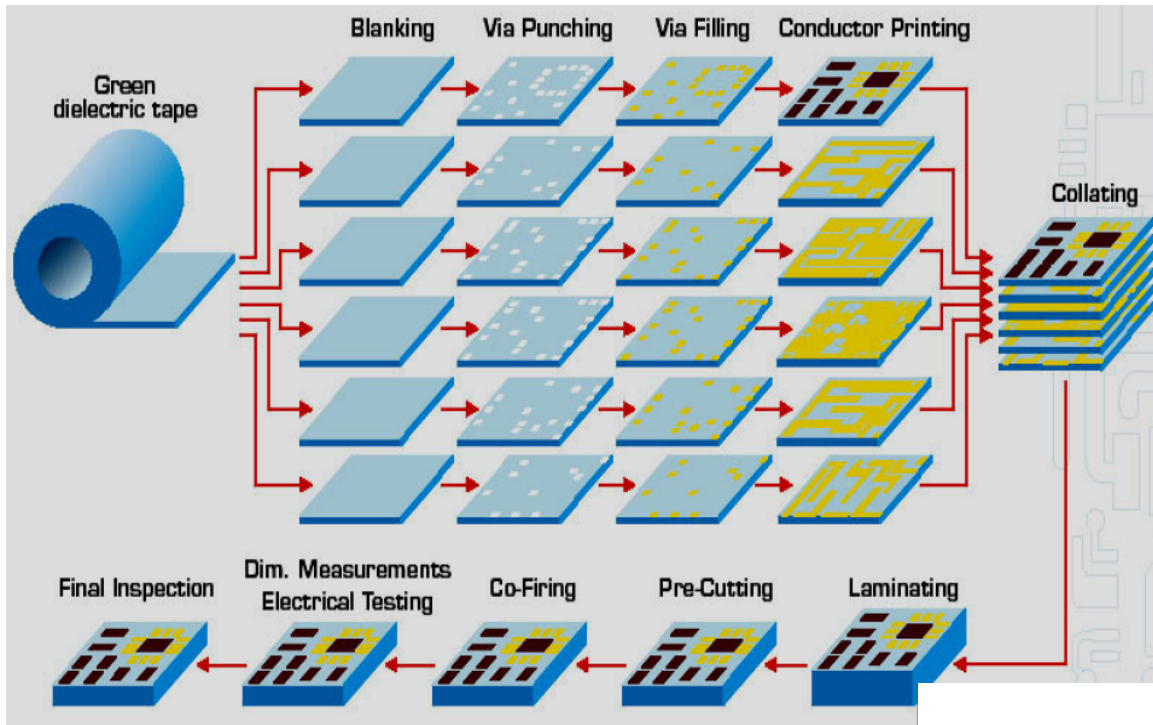 Blanking
Via Punching
Via Filling
Conductor Printing
Green
dielectric tape
Collating
Final Inspection
Dim. Measurements
Electrical Testing
Co-Firing
Pre-Cutting
Laminating